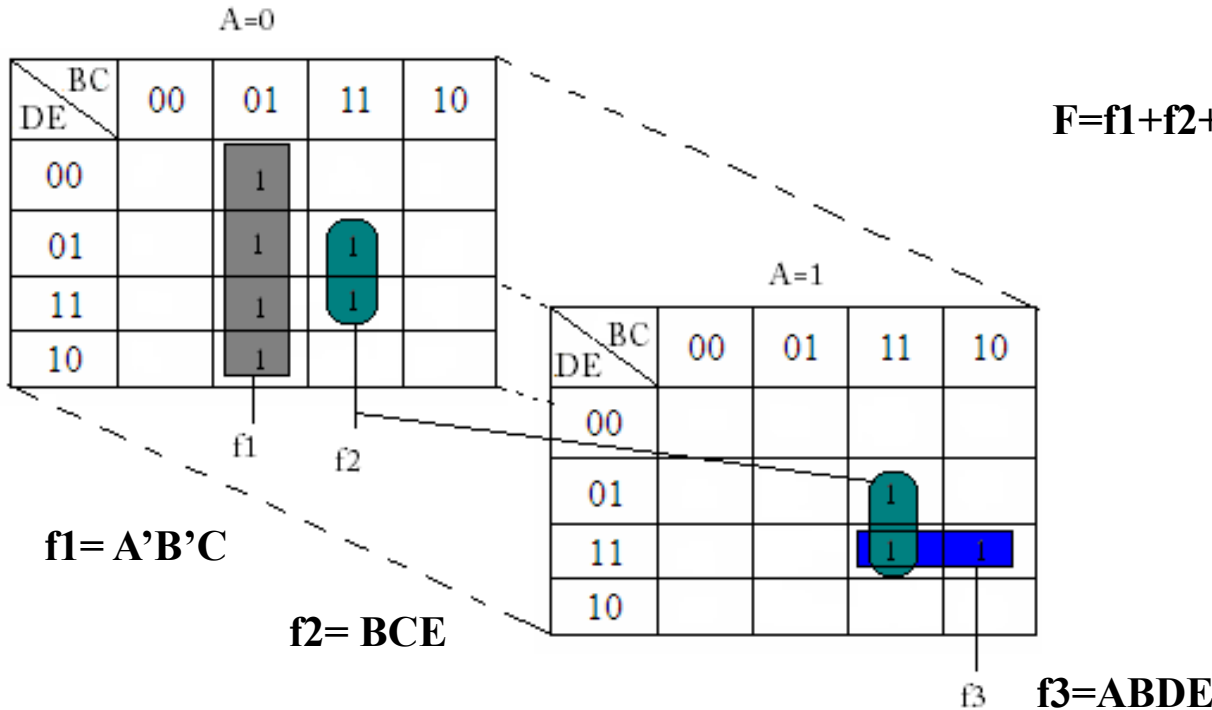 A=0
BC
DE
00 01 11 10
00 1
01 1 1
11 1 1
10 1
f1
f2
F=f1+f2+
A=1
BC
DE
00 01 11 10
00
01 1
11 1 1
10
f3
f1= A’B’C
f2= BCE
f3=ABDE